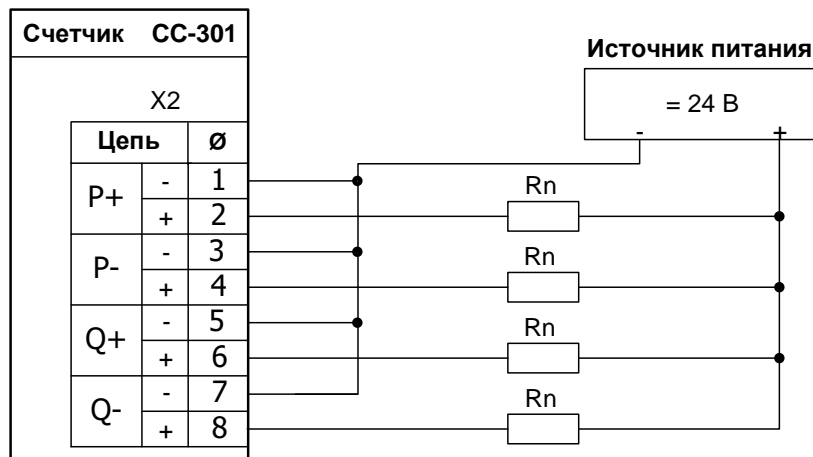 Счетчик СС-301
Источник питания
= 24 В
- +
X2
Цепь Ø
P+ - 1
+ 2
Rn
P- - 3
+ 4
Rn
Q+ - 5
+ 6
Rn
Q- - 7
+ 8
Rn